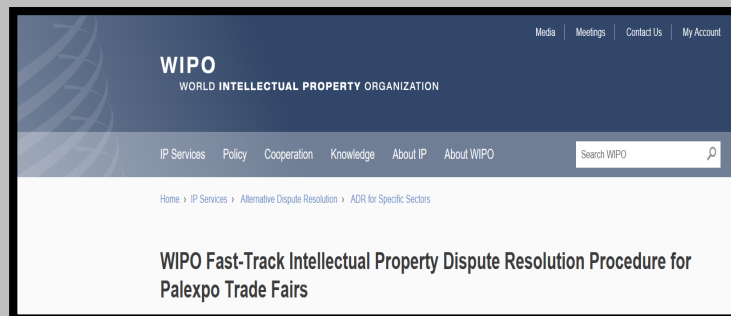 Media Meetings Contact Us My Account
WIPO
WORLD INTELLECTUAL PROPERTY ORGANIZATION
IP Services Policy Cooperation Knowledge About IP About WIPO Search WIPO
Home › IP Services › Alternative Dispute Resolution › ADR for Specific Sectors
WIPO Fast-Track Intellectual Property Dispute Resolution Procedure for
Palexpo Trade Fairs